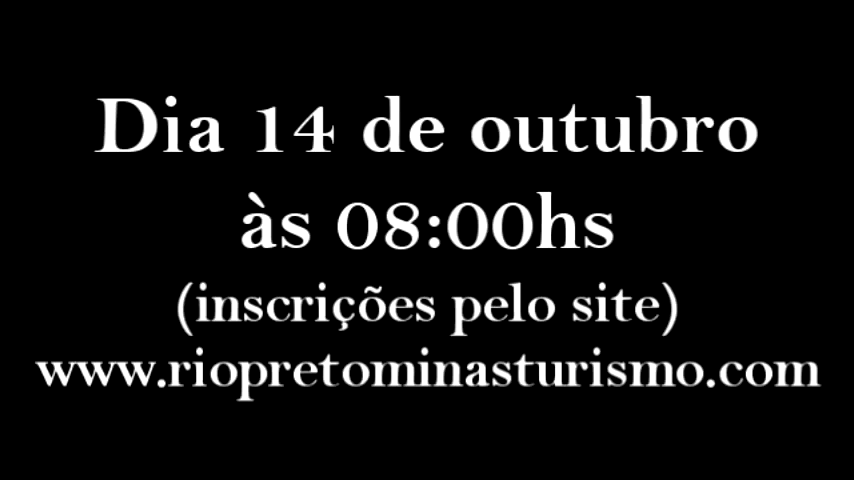 Dia 14 de outubro
às 08:00hs
(inscrições pelo site)
www.riopretominasturismo.com